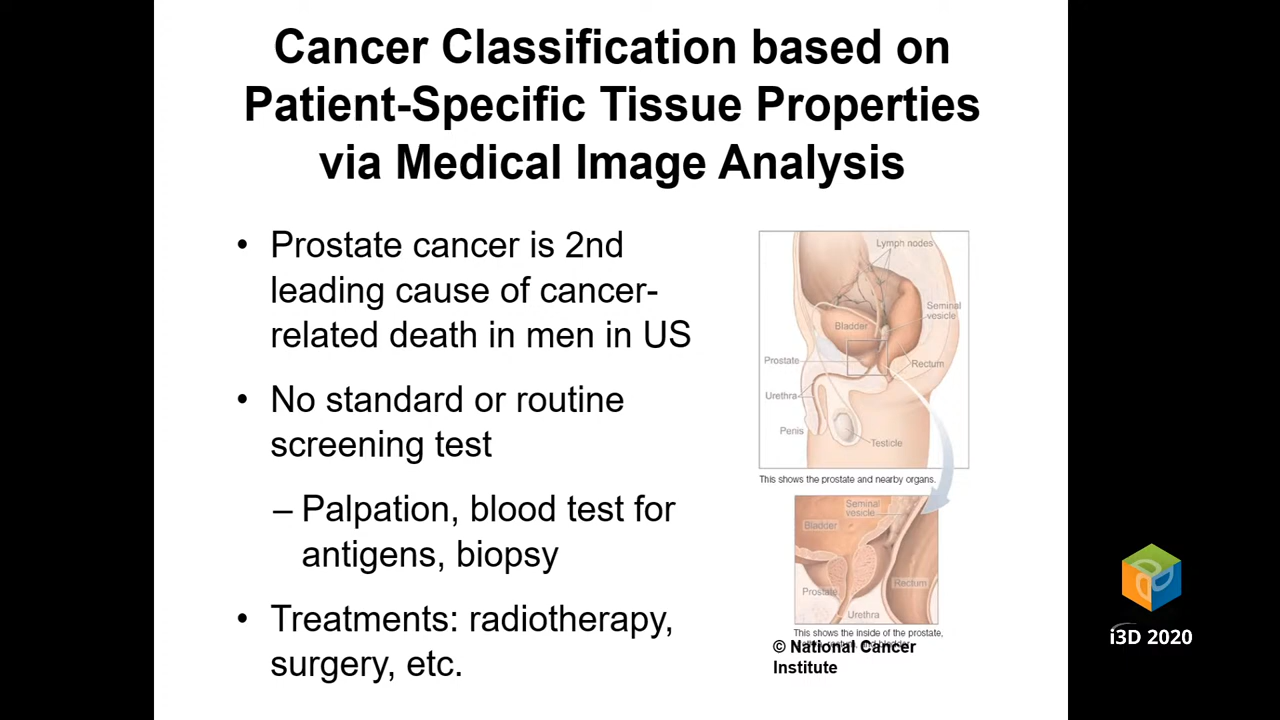 Cancer Classification based on
Patient-Specific Tissue Properties
via Medical Image Analysis
• Prostate cancer is 2nd
leading cause of cancer-
related death in men in US
• No standard or routine
screening test
– Palpation, blood test for
antigens, biopsy
• Treatments: radiotherapy,
surgery, etc.
Lymph nodes
Seminal
vesicle
Bladder
Prostate
Rectum
Urethra
Penis
Testicle
This shows the prostate and nearby organs.
Seminal
vesicle
Bladder
Rectum
Prostate
Urethra
This shows the inside of the prostate,
© National Cancer
Institute
i3D 2020